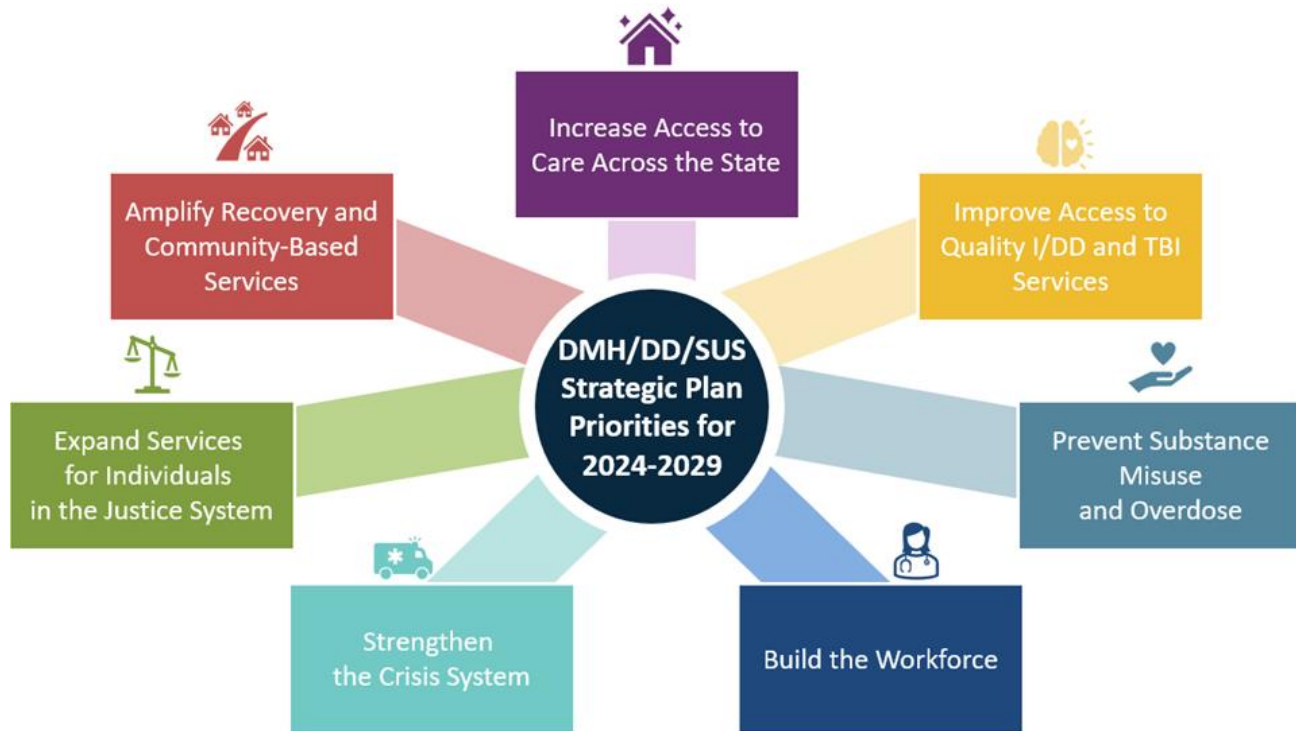 Increase Access to
Care Across the State
Amplify Recovery and
Community-Based
Services
Improve Access to
Quality I/DD and TBI
Services
DMH/DD/SUS
Strategic Plan
Priorities for
2024-2029
Expand Services
for Individuals
in the Justice System
Prevent Substance
Misuse
and Overdose
Strengthen
the Crisis System
Build the Workforce